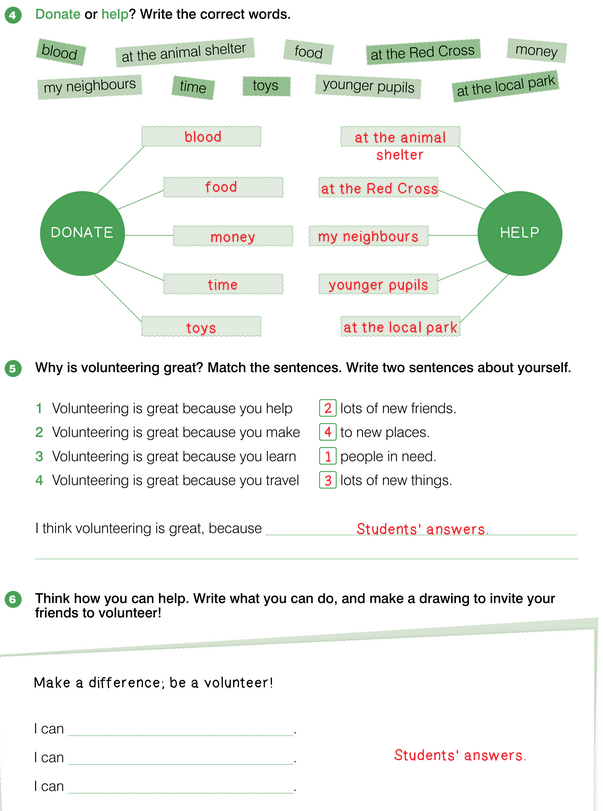 4 Donate or help? Write the correct words.
blood at the animal shelter food at the Red Cross money
my neighbours time toys younger pupils at the local park
DONATE
blood
food
money
time
toys
HELP
at the animal
shelter
at the Red Cross
my neighbours
younger pupils
at the local park
5 Why is volunteering great? Match the sentences. Write two sentences about yourself.
1 Volunteering is great because you help 2 lots of new friends.
2 Volunteering is great because you make 4 to new places.
3 Volunteering is great because you learn 1 people in need.
4 Volunteering is great because you travel 3 lots of new things.
I think volunteering is great, because Students' answers.
6 Think how you can help. Write what you can do, and make a drawing to invite your
friends to volunteer!
Make a difference; be a volunteer!
I can .
I can . Students' answers.
I can .